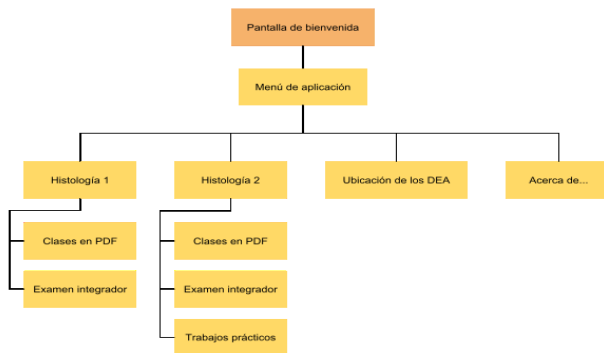 Pantalla de bienvenida
Menú de aplicación
Histología 1
Histología 2
Ubicación de los DEA
Acerca de...
Clases en PDF
Clases en PDF
Examen integrador
Examen integrador
Trabajos prácticos